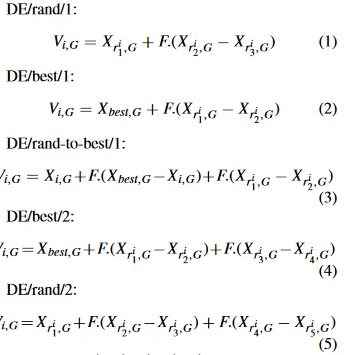 DE/rand/1:
V_{i,G} = X_{r_1^i,G} + F.(X_{r_2^i,G} − X_{r_3^i,G}) (1)
DE/best/1:
V_{i,G} = X_{best,G} + F.(X_{r_1^i,G} − X_{r_2^i,G}) (2)
DE/rand-to-best/1:
V_{i,G} = X_{i,G}+F.(X_{best,G}−X_{i,G})+F.(X_{r_1^i,G} − X_{r_2^i,G})
(3)
DE/best/2:
V_{i,G}=X_{best,G}+F.(X_{r_1^i,G}−X_{r_2^i,G})+F.(X_{r_3^i,G}−X_{r_4^i,G})
(4)
DE/rand/2:
V_{i,G}=X_{r_1^i,G}+F.(X_{r_2^i,G}−X_{r_3^i,G}) + F.(X_{r_4^i,G} − X_{r_5^i,G})
(5)